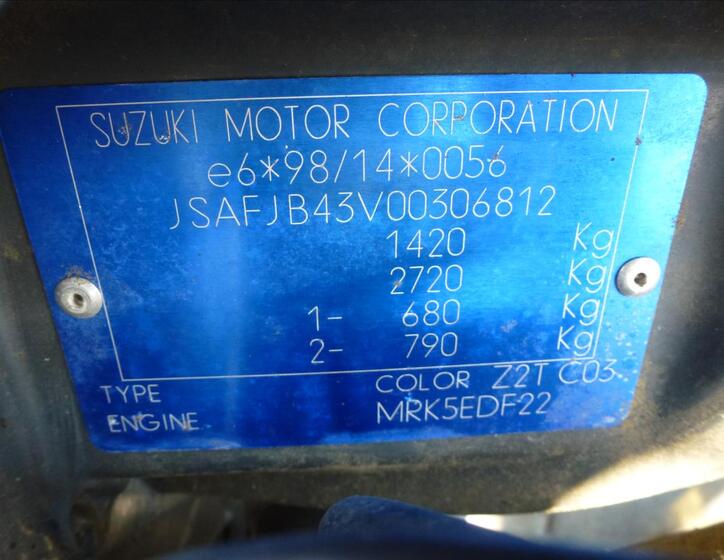 SUZUKI MOTOR CORPORATION
e6*98/14*0056
JSAFJB43V00306812
1420 Kg
2720 Kg
1- 680 Kg
2- 790 Kg
TYPE COLOR Z2T C03
ENGINE MRK5EDF22